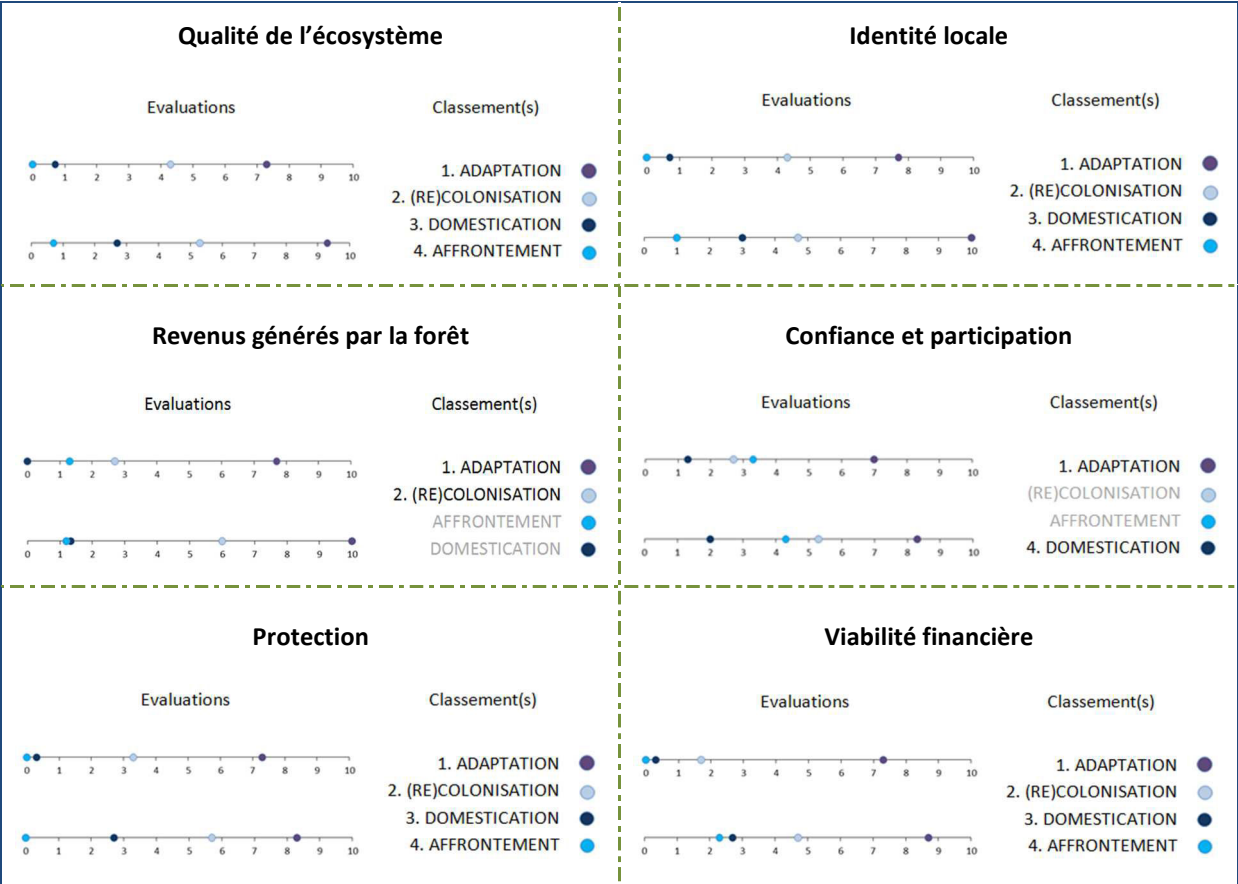 Qualité de l'écosystème
Evaluations
Classement(s)
0 1 2 3 4 5 6 7 8 9 10
0 1 2 3 4 5 6 7 8 9 10
1. ADAPTATION
2. (RE)COLONISATION
3. DOMESTICATION
4. AFFRONTEMENT
Identité locale
Evaluations
Classement(s)
0 1 2 3 4 5 6 7 8 9 10
0 1 2 3 4 5 6 7 8 9 10
1. ADAPTATION
2. (RE)COLONISATION
3. DOMESTICATION
4. AFFRONTEMENT
Revenus générés par la forêt
Evaluations
Classement(s)
0 1 2 3 4 5 6 7 8 9 10
0 1 2 3 4 5 6 7 8 9 10
1. ADAPTATION
2. (RE)COLONISATION
AFFRONTEMENT
DOMESTICATION
Confiance et participation
Evaluations
Classement(s)
0 1 2 3 4 5 6 7 8 9 10
0 1 2 3 4 5 6 7 8 9 10
1. ADAPTATION
(RE)COLONISATION
AFFRONTEMENT
4. DOMESTICATION
Protection
Evaluations
Classement(s)
0 1 2 3 4 5 6 7 8 9 10
0 1 2 3 4 5 6 7 8 9 10
1. ADAPTATION
2. (RE)COLONISATION
3. DOMESTICATION
4. AFFRONTEMENT
Viabilité financière
Evaluations
Classement(s)
0 1 2 3 4 5 6 7 8 9 10
0 1 2 3 4 5 6 7 8 9 10
1. ADAPTATION
2. (RE)COLONISATION
3. DOMESTICATION
4. AFFRONTEMENT